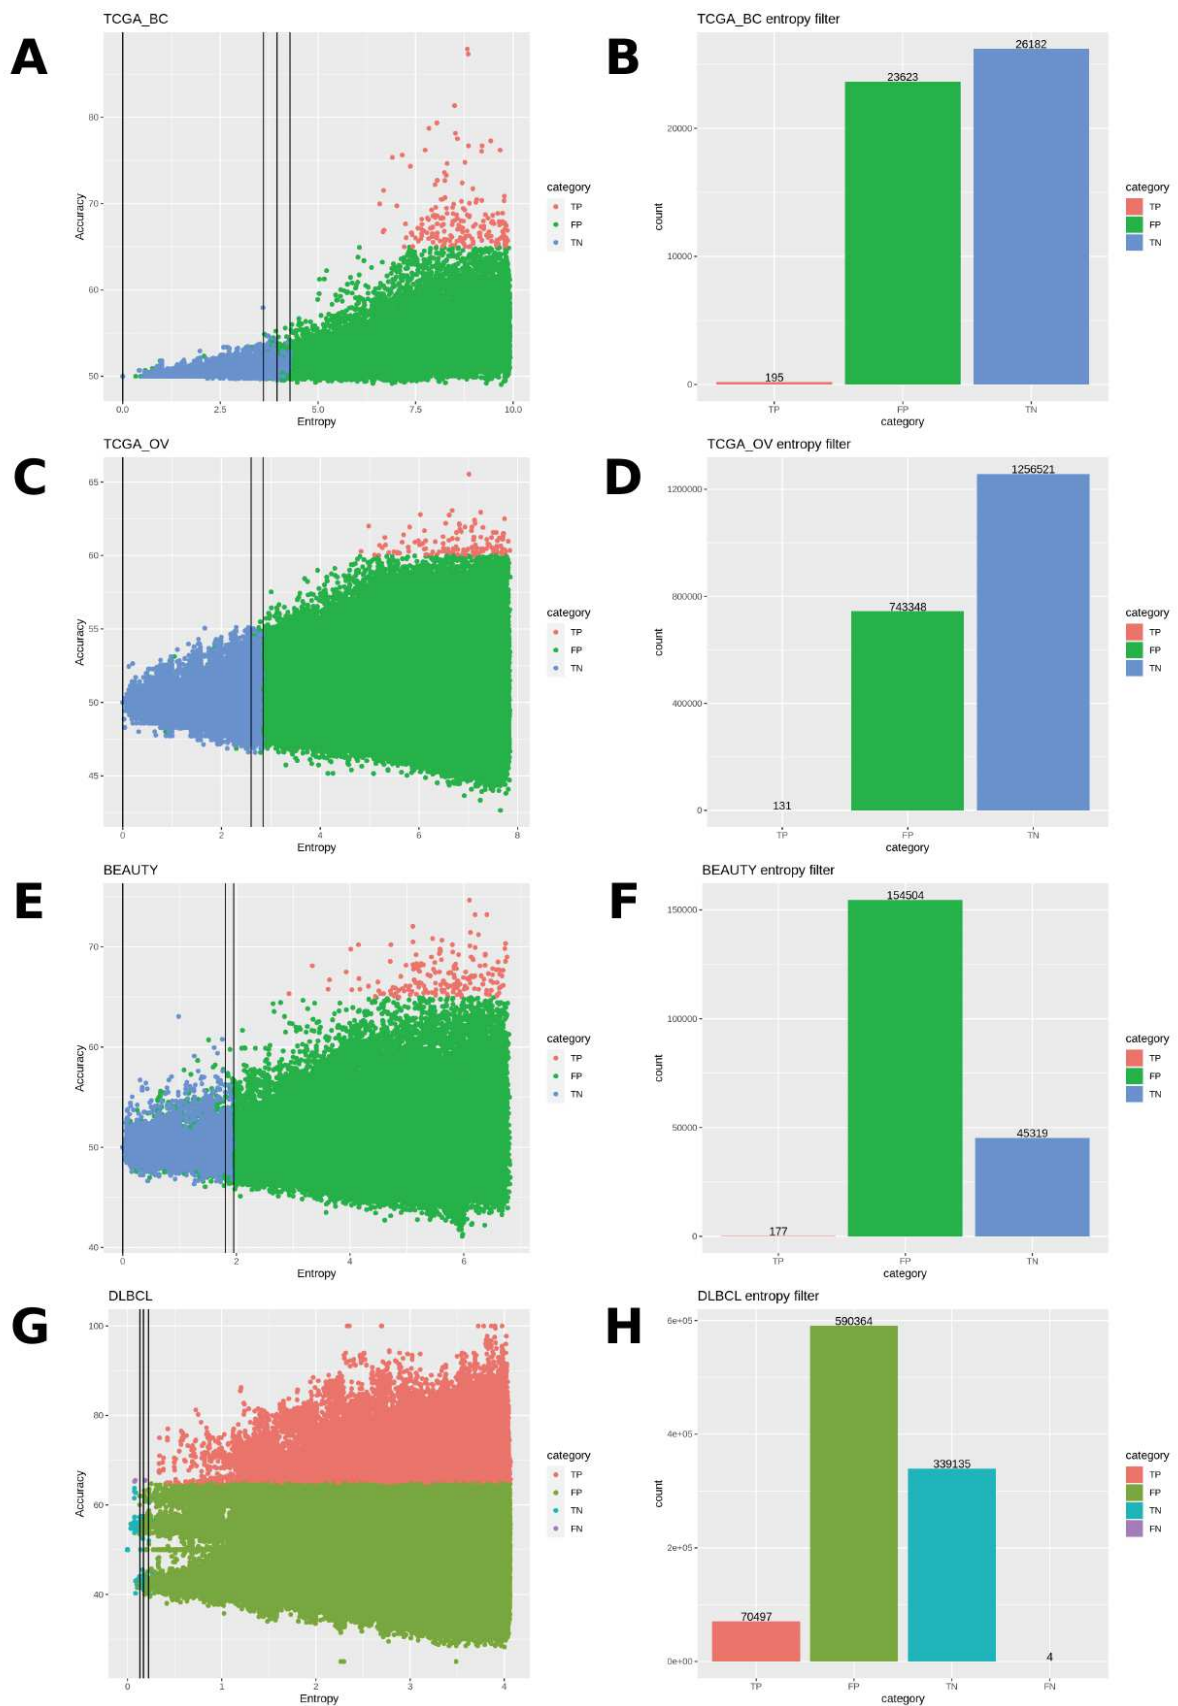 A
TCGA_BC
80
70
60
50
0.0
2.5
5.0
7.5
10.0
Entropy
Accuracy
category
TP
FP
TN
B
TCGA_BC entropy filter
26182
23623
195
20000
10000
0
TP
FP
TN
category
count
category
TP
FP
TN
C
TCGA_OV
65
60
55
50
45
0
2
4
6
8
Entropy
Accuracy
category
TP
FP
TN
D
TCGA_OV entropy filter
1256521
743348
131
1200000
800000
400000
0
TP
FP
TN
category
count
category
TP
FP
TN
E
BEAUTY
70
60
50
40
0
2
4
6
Entropy
Accuracy
category
TP
FP
TN
F
BEAUTY entropy filter
154504
45319
177
150000
100000
50000
0
TP
FP
TN
category
count
category
TP
FP
TN
G
DLBCL
100
80
60
40
0
1
2
3
4
Entropy
Accuracy
category
TP
FP
TN
FN
H
DLBCL entropy filter
590364
339135
70497
4
6e+05
4e+05
2e+05
0e+00
TP
FP
TN
FN
category
count
category
TP
FP
TN
FN